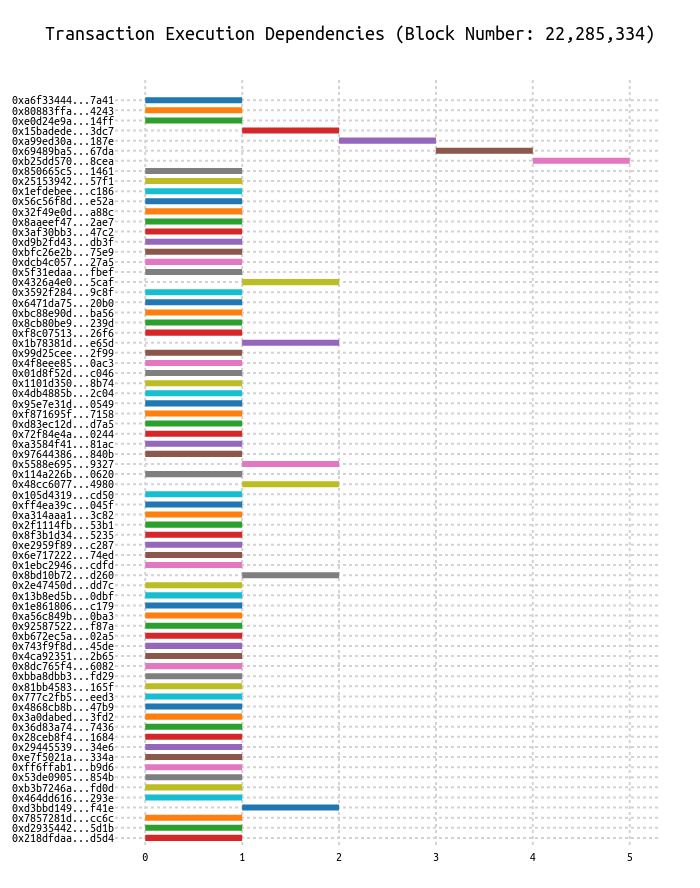 Transaction Execution Dependencies (Block Number: 22,285,334)
0xa6f33444...7a41
0x80883ffa...4243
0xe0d24e9a...14ff
0x15badede...3dc7
0xa99ed30a...187e
0x69489ba5...67da
0xb25dd570...8cea
0x850665c5...1461
0x25153942...57f1
0x1efdebee...c186
0x56c56f8d...e52a
0x32f49e0d...a88c
0x8aaeef47...2ae7
0x3af30bb3...47c2
0xd9b2fd43...db3f
0xbfc26e2b...75e9
0xdcb4c057...27a5
0x5f31edaa...fbef
0x4326a4e0...5caf
0x3592f284...9c8f
0x6471da75...20b0
0xbc88e90d...ba56
0x8cb80be9...239d
0xf8c07513...26f6
0x1b78381d...e65d
0x99d25cee...2f99
0x4f8eee85...0ac3
0x01d8f52d...c046
0x1101d350...8b74
0x4db4885b...2c04
0x95e7e31d...0549
0xf871695f...7158
0xd83ec12d...d7a5
0x72f84e4a...0244
0xa3584f41...81ac
0x97644386...840b
0x5588e695...9327
0x114a226b...0620
0x48cc6077...4980
0x105d4319...cd50
0xff4ea39c...045f
0xa314aaa1...3c82
0x2f1114fb...53b1
0x8f3b1d34...5235
0xe2959f89...c287
0x6e717222...74ed
0x1ebc2946...cdfd
0x8bd10b72...d260
0x2e47450d...dd7c
0x13b8ed5b...0dbf
0x1e861806...c179
0xa56c849b...0ba3
0x92587522...f87a
0xb672ec5a...02a5
0x743f9f8d...45de
0x4ca92351...2b65
0x8dc765f4...6082
0xbba8dbb3...fd29
0x81bb4583...165f
0x777c2fb5...eed3
0x4868cb8b...47b9
0x3a0dabed...3fd2
0x36d83a74...7436
0x28ceb8f4...1684
0x29445539...34e6
0xe7f5021a...334a
0xff6ffab1...b9d6
0x53de0905...854b
0xb3b7246a...fd0d
0x464dd616...293e
0xd3bbd149...f41e
0x7857281d...cc6c
0xd2935442...5d1b
0x218dfdaa...d5d4
0 1 2 3 4 5